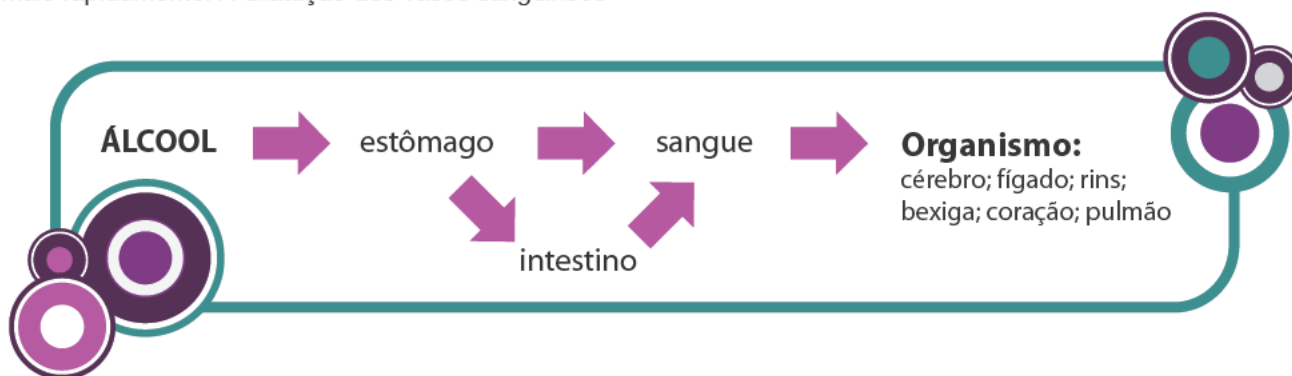 ÁLCOOL estômago sangue Organismo:
cérebro; fígado; rins;
bexiga; coração; pulmão
intestino